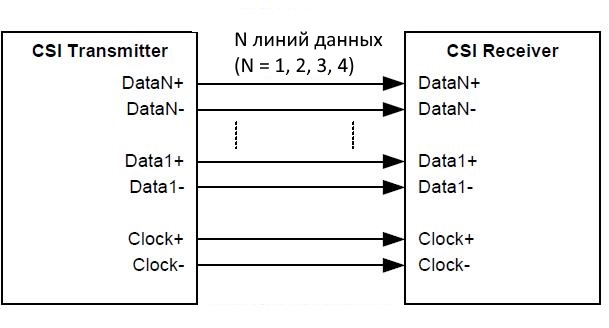 CSI Transmitter
DataN+
DataN-
Data1+
Data1-
Clock+
Clock-
N линий данных
(N = 1, 2, 3, 4)
CSI Receiver
DataN+
DataN-
Data1+
Data1-
Clock+
Clock-